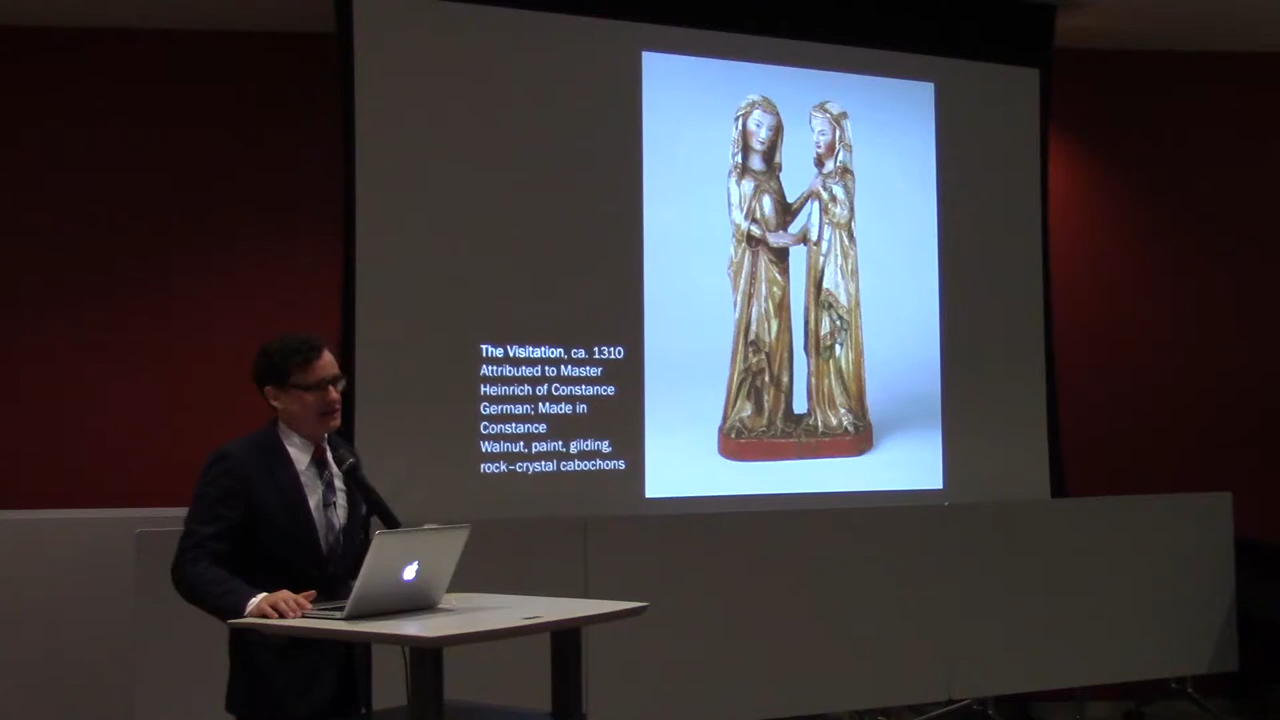 The Visitation, ca. 1310
Attributed to Master
Heinrich of Constance
German; Made in
Constance
Walnut, paint, gilding,
rock-crystal cabochons